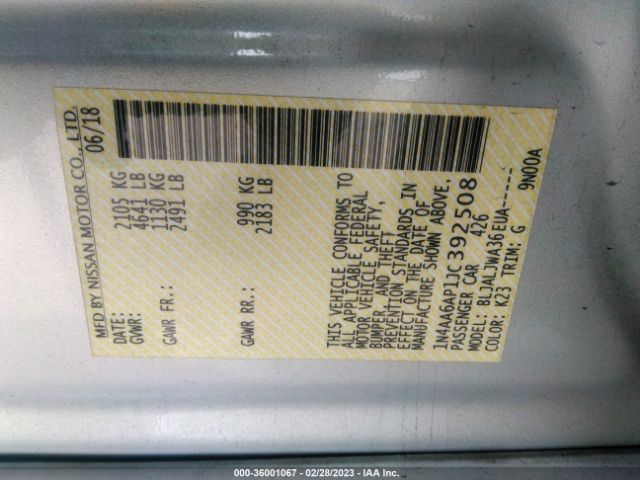 MFD BY NISSAN MOTOR CO., LTD.
DATE: 06/18
GVWR: 2105 KG
4641 LB
GAWR FR.: 1130 KG
2491 LB
GAWR RR.: 990 KG
2183 LB
THIS VEHICLE CONFORMS TO
ALL APPLICABLE FEDERAL
MOTOR VEHICLE SAFETY,
BUMPER, AND THEFT
PREVENTION STANDARDS IN
EFFECT ON THE DATE OF
MANUFACTURE SHOWN ABOVE.
1N4AA6AP1JC392508
PASSENGER CAR 426
MODEL: BLJALJWA36EUA-----
COLOR: K23 TRIM: G 9W00A
000-36001067 | 02/28/2023 | IAA Inc.